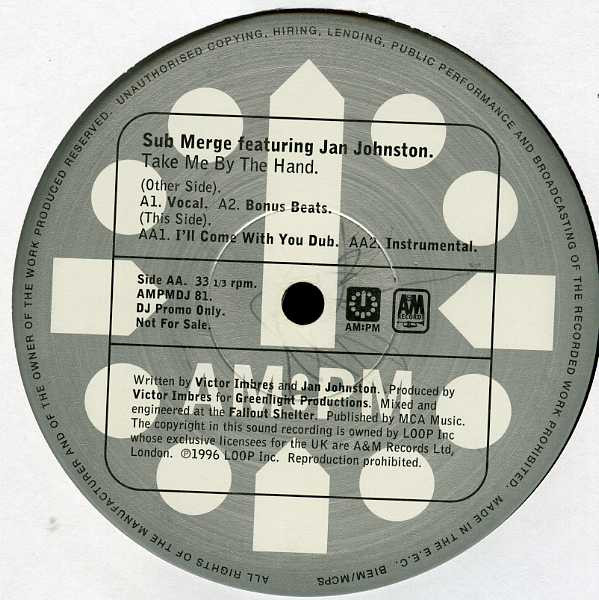 UNAUTHORISED COPYING, HIRING, LENDING, PUBLIC PERFORMANCE AND BROADCASTING OF THE RECORDED WORK PROHIBITED. MADE IN THE E.E.C. BIEM/MCPS.
ALL RIGHTS OF THE MANUFACTURER AND OF THE OWNER OF THE WORK PRODUCED RESERVED.
Sub Merge featuring Jan Johnston.
Take Me By The Hand.
(Other Side).
A1. Vocal. A2. Bonus Beats.
(This Side).
AA1. I'll Come With You Dub. AA2. Instrumental.
Side AA. 33 1/3 rpm.
AMPMDJ 81.
DJ Promo Only.
Not For Sale.
AM:PM
A&M
RECORDS
AM:PM
Written by Victor Imbres and Jan Johnston. Produced by
Victor Imbres for Greenlight Productions. Mixed and
engineered at the Fallout Shelter. Published by MCA Music.
The copyright in this sound recording is owned by LOOP Inc
whose exclusive licensees for the UK are A&M Records Ltd,
London. ℗1996 LOOP Inc. Reproduction prohibited.